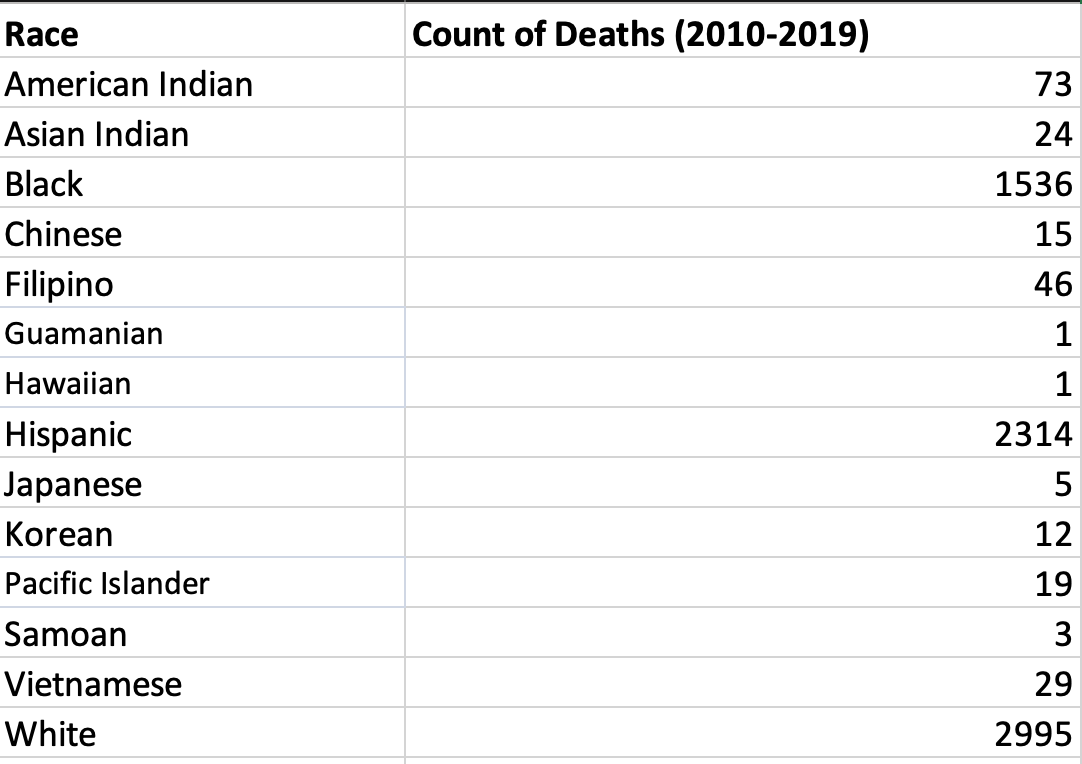 Race Count of Deaths (2010-2019)
American Indian 73
Asian Indian 24
Black 1536
Chinese 15
Filipino 46
Guamanian 1
Hawaiian 1
Hispanic 2314
Japanese 5
Korean 12
Pacific Islander 19
Samoan 3
Vietnamese 29
White 2995